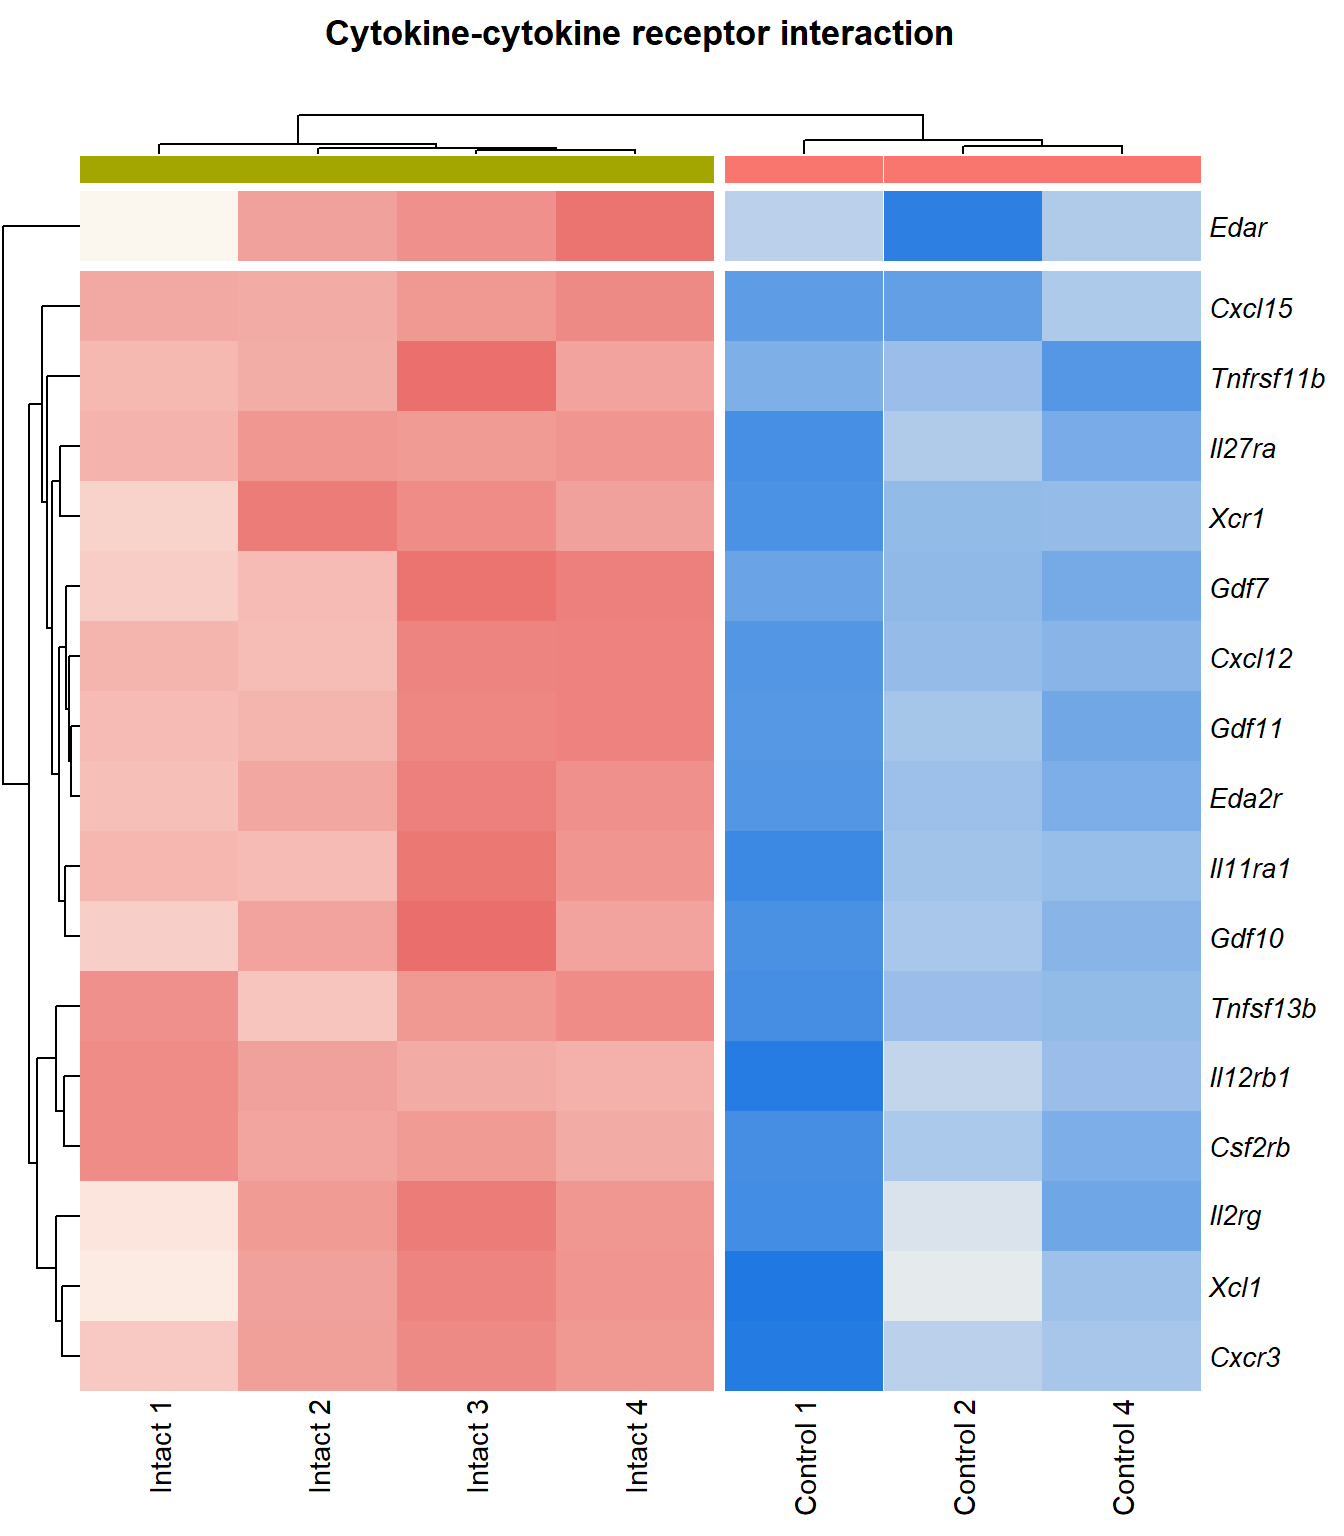 Cytokine-cytokine receptor interaction
Edar
Cxcl15
Tnfrsf11b
Il27ra
Xcr1
Gdf7
Cxcl12
Gdf11
Eda2r
Il11ra1
Gdf10
Tnfsf13b
Il12rb1
Csf2rb
Il2rg
Xcl1
Cxcr3
Intact 1
Intact 2
Intact 3
Intact 4
Control 1
Control 2
Control 4